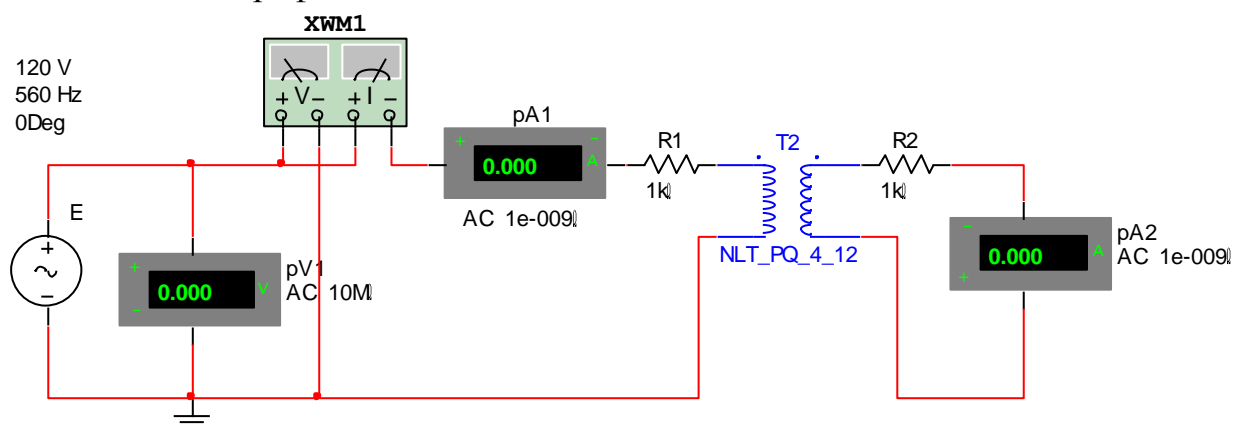 XWM1
120 V
560 Hz
0Deg
+ V - + I -
pA1
+ -
0.000 A
AC 1e-009
R1
1k
T2
NLT_PQ_4_12
R2
1k
E
+
-
+
-
0.000 V
pV1
AC 10M
-
+
0.000 A
pA2
AC 1e-009